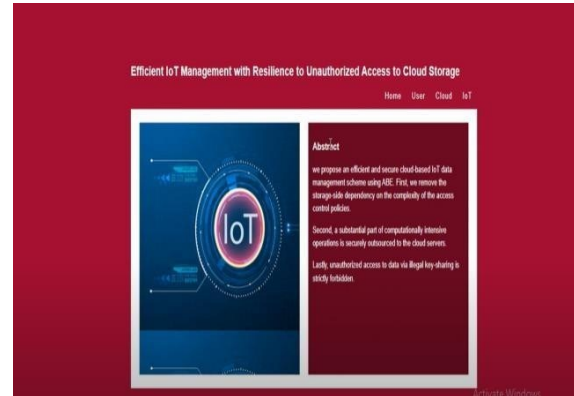 Efficient IoT Management with Resilience to Unauthorized Access to Cloud Storage
Home User Cloud IoT
IoT
Abstract
we propose an efficient and secure cloud-based IoT data
management scheme using ABE. First, we remove the
storage-side dependency on the complexity of the access
control policies.
Second, a substantial part of computationally intensive
operations is securely outsourced to the cloud servers.
Lastly, unauthorized access to data via illegal key-sharing is
strictly forbidden.
Activate Windows